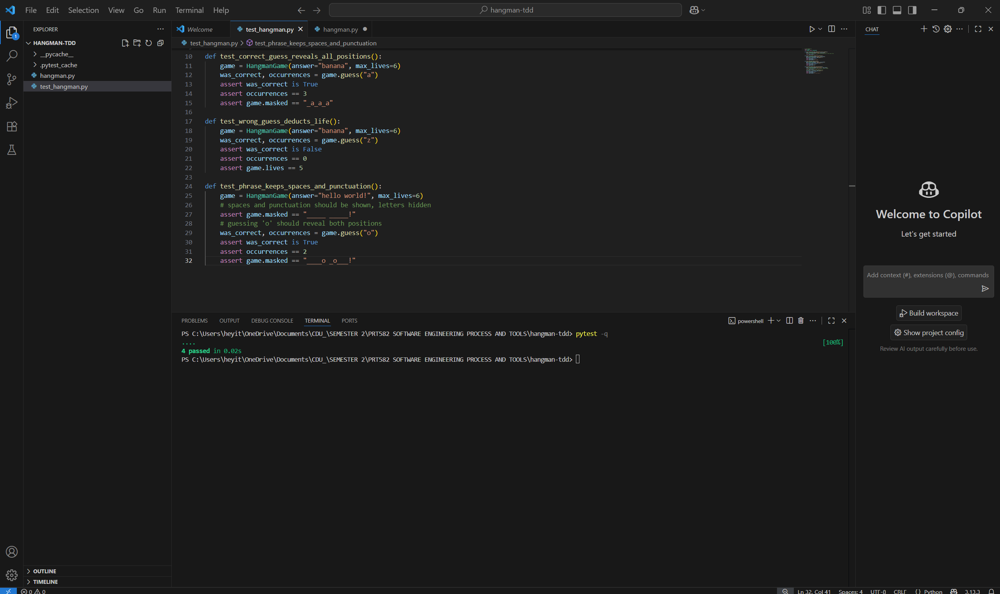 File Edit Selection View Go Run Terminal Help
hangman-tdd
EXPLORER
HANGMAN-TDD
__pycache__
.pytest_cache
hangman.py
test_hangman.py
1
OUTLINE
TIMELINE
Welcome
test_hangman.py
hangman.py
test_hangman.py > test_phrase_keeps_spaces_and_punctuation
10 def test_correct_guess_reveals_all_positions():
11 game = HangmanGame(answer="banana", max_lives=6)
12 was_correct, occurrences = game.guess("a")
13 assert was_correct is True
14 assert occurrences == 3
15 assert game.masked == "_a_a_a"
16
17 def test_wrong_guess_deducts_life():
18 game = HangmanGame(answer="banana", max_lives=6)
19 was_correct, occurrences = game.guess("z")
20 assert was_correct is False
21 assert occurrences == 0
22 assert game.lives == 5
23
24 def test_phrase_keeps_spaces_and_punctuation():
25 game = HangmanGame(answer="hello world!", max_lives=6)
26 # spaces and punctuation should be shown, letters hidden
27 assert game.masked == "_____ _____!"
28 # guessing 'o' should reveal both positions
29 was_correct, occurrences = game.guess("o")
30 assert was_correct is True
31 assert occurrences == 2
32 assert game.masked == "____o _o___!"
PROBLEMS OUTPUT DEBUG CONSOLE TERMINAL PORTS
powershell
PS C:\Users\heyit\OneDrive\Documents\CDU_\SEMESTER 2\PRT582 SOFTWARE ENGINEERING PROCESS AND TOOLS\hangman-tdd> pytest -q
.... [100%]
4 passed in 0.02s
PS C:\Users\heyit\OneDrive\Documents\CDU_\SEMESTER 2\PRT582 SOFTWARE ENGINEERING PROCESS AND TOOLS\hangman-tdd>
CHAT
Welcome to Copilot
Let's get started
Add context (#), extensions (@), commands
Build workspace
Show project config
Review AI output carefully before use.
0 0
Ln 32, Col 41 Spaces: 4 UTF-8 CRLF {} Python 3.13.3